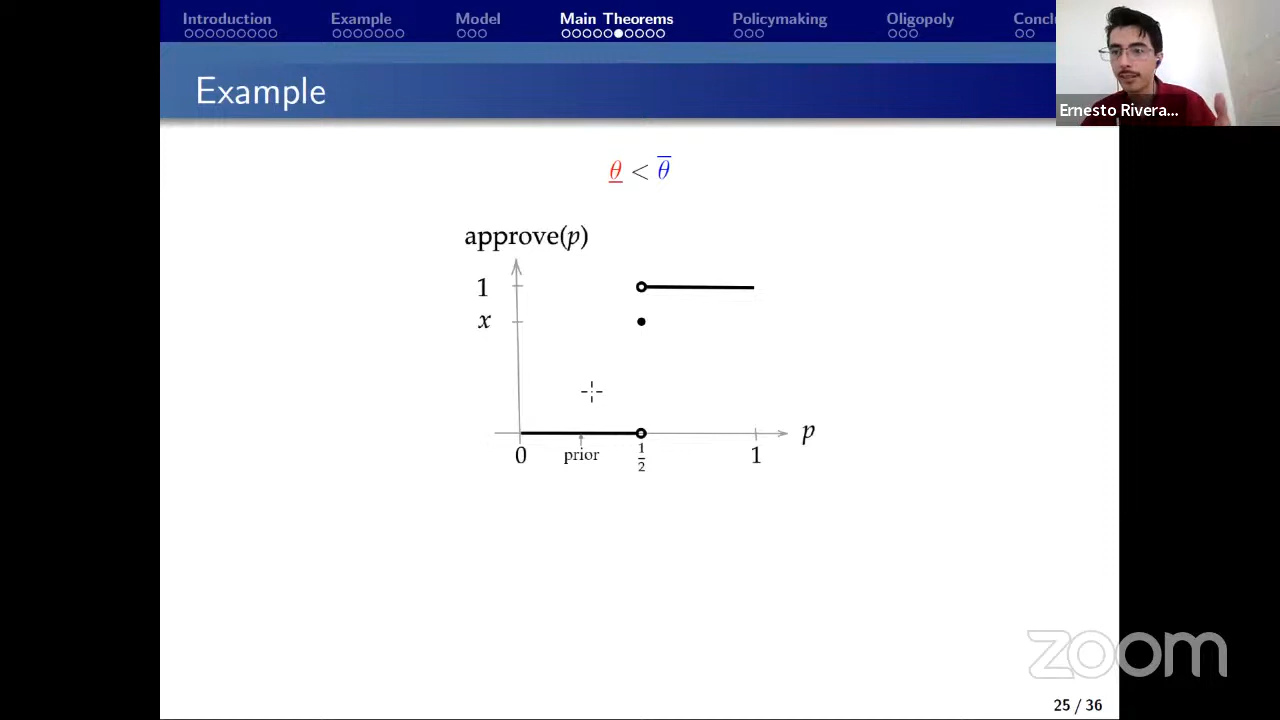 Introduction Example Model Main Theorems Policymaking Oligopoly Conclu
Ernesto Rivera...
Example
θ < θ̅
approve(p)
1
x
p
0 prior 1/2 1
zoom
25 / 36